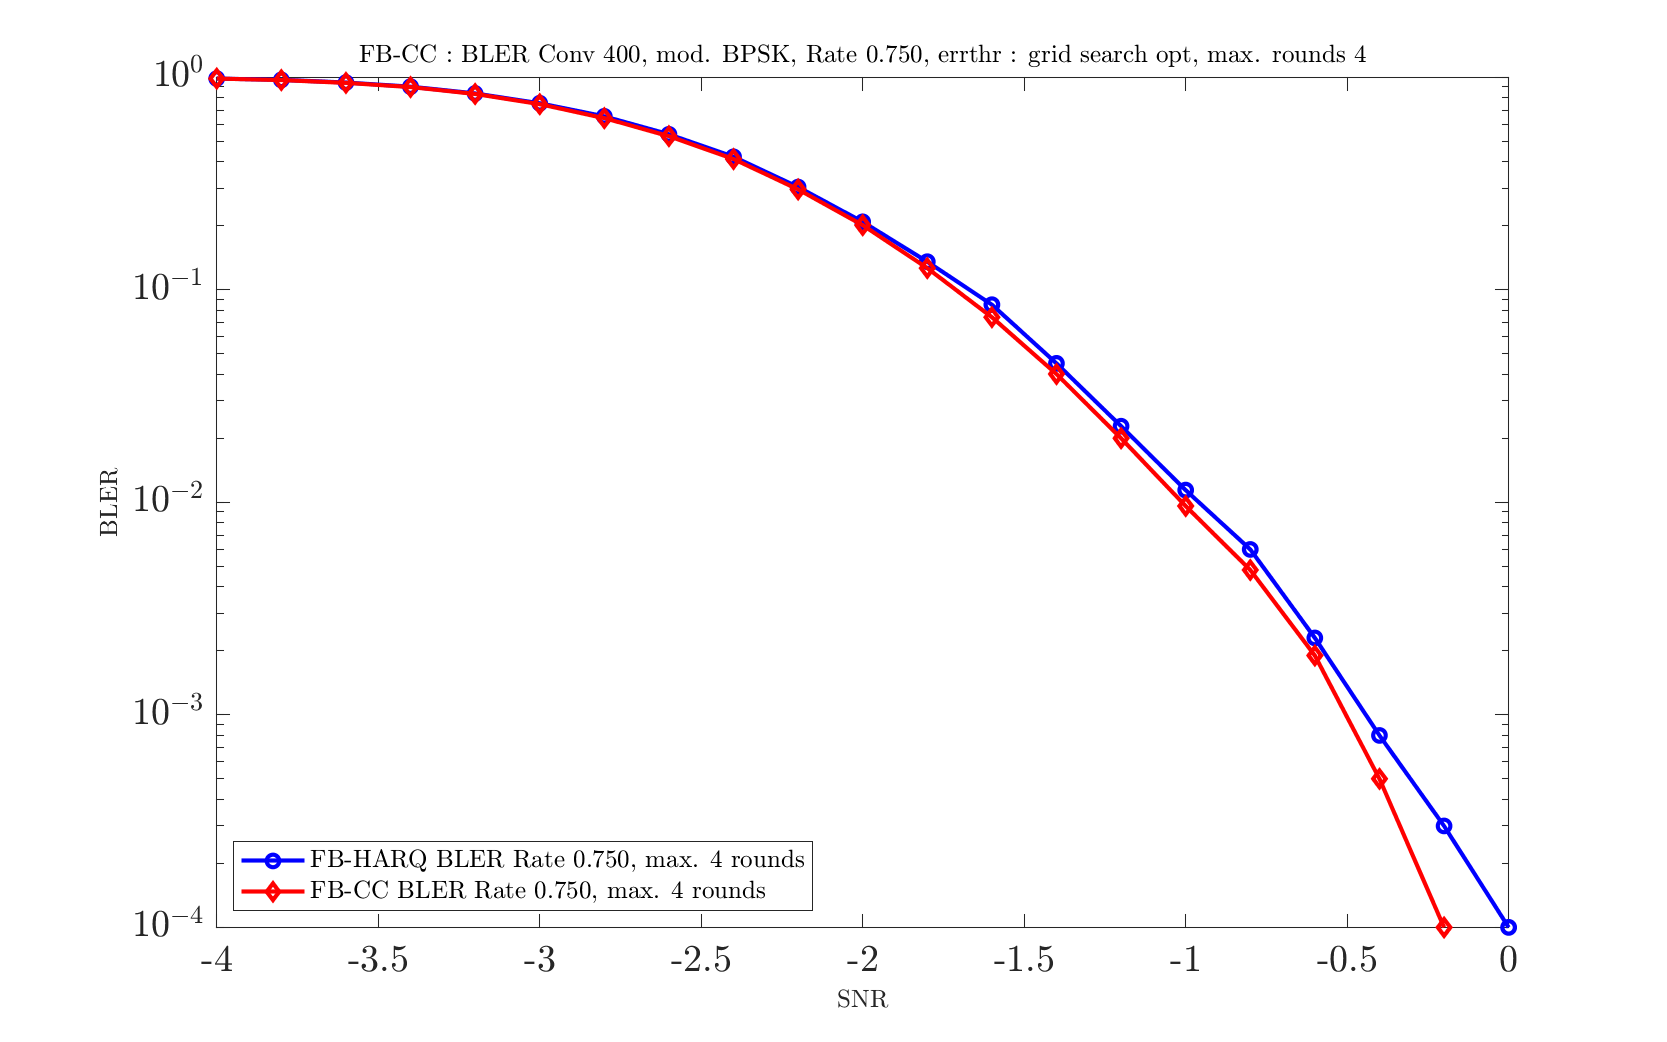 FB-CC : BLER Conv 400, mod. BPSK, Rate 0.750, errthr : grid search opt, max. rounds 4
10^0
10^-1
10^-2
10^-3
10^-4
BLER
FB-HARQ BLER Rate 0.750, max. 4 rounds
FB-CC BLER Rate 0.750, max. 4 rounds
-4 -3.5 -3 -2.5 -2 -1.5 -1 -0.5 0
SNR